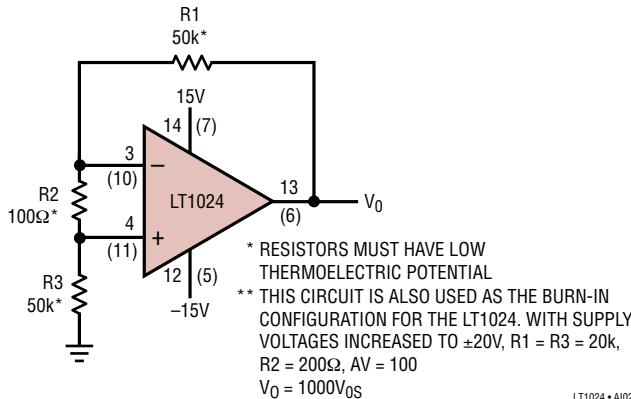 R1
50k*
15V
14 (7)
3
(10)
−
R2
100Ω*
LT1024
13
(6)
V0
4
(11)
+
R3
50k*
12 (5)
–15V
* RESISTORS MUST HAVE LOW
THERMOELECTRIC POTENTIAL
** THIS CIRCUIT IS ALSO USED AS THE BURN-IN
CONFIGURATION FOR THE LT1024. WITH SUPPLY
VOLTAGES INCREASED TO ±20V, R1 = R3 = 20k,
R2 = 200Ω, AV = 100
V0 = 1000V0S
LT1024 • AI02